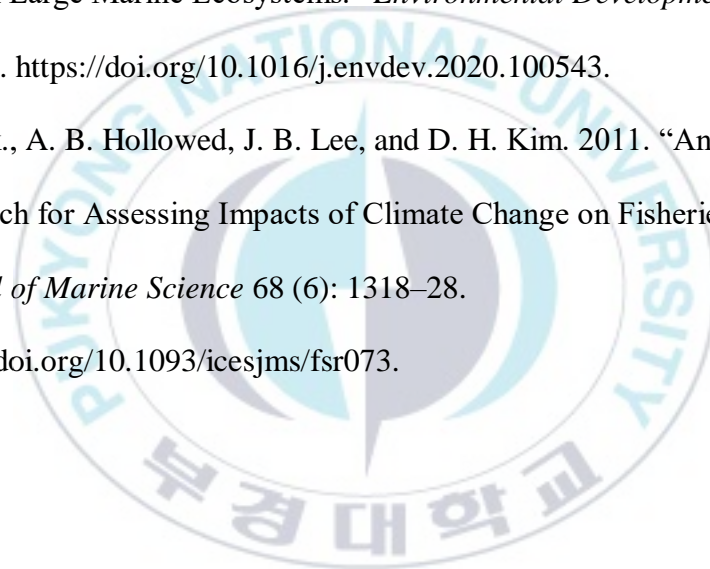 Large Marine Ecosystems." Environmental Developme
. https://doi.org/10.1016/j.envdev.2020.100543.
., A. B. Hollowed, J. B. Lee, and D. H. Kim. 2011. “An
ch for Assessing Impacts of Climate Change on Fisherie
l of Marine Science 68 (6): 1318–28.
doi.org/10.1093/icesjms/fsr073.
PUKYONG NATIONAL UNIVERSITY
부경대학교